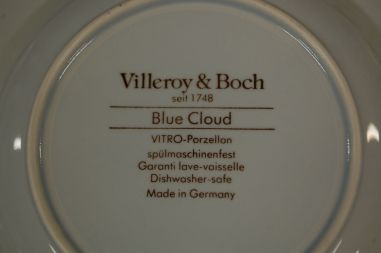 Villeroy & Boch
seit 1748
Blue Cloud
VITRO-Porzellan
spülmaschinenfest
Garanti lave-vaisselle
Dishwasher-safe
Made in Germany